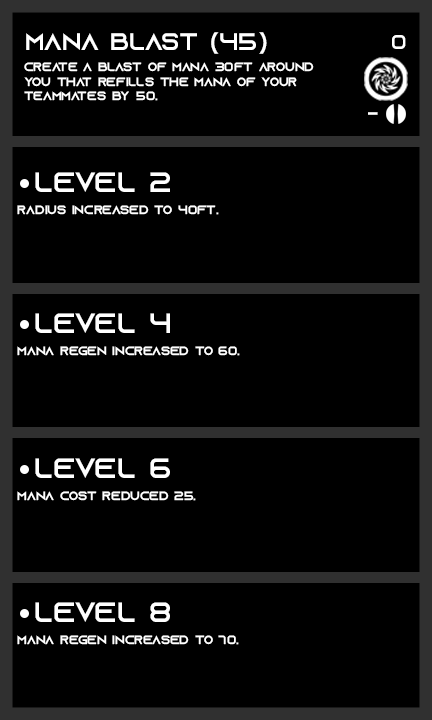 MANA BLAST (45)
0
CREATE A BLAST OF MANA 30FT AROUND
YOU THAT REFILLS THE MANA OF YOUR
TEAMMATES BY 50.
-
•LEVEL 2
RADIUS INCREASED TO 40FT.
•LEVEL 4
MANA REGEN INCREASED TO 60.
•LEVEL 6
MANA COST REDUCED 25.
•LEVEL 8
MANA REGEN INCREASED TO 70.